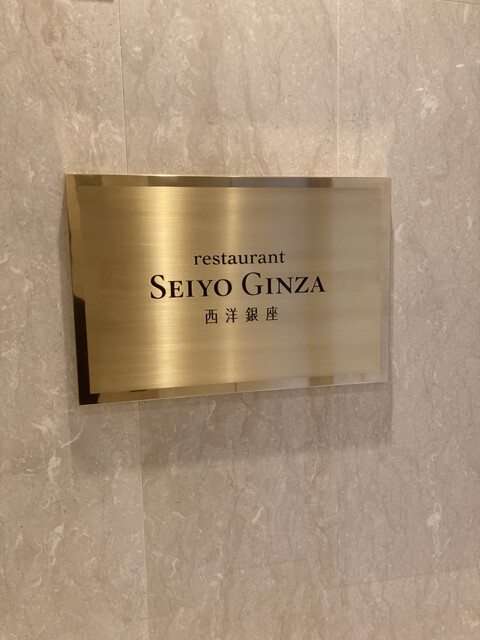 restaurant
SEIYO GINZA
西洋銀座